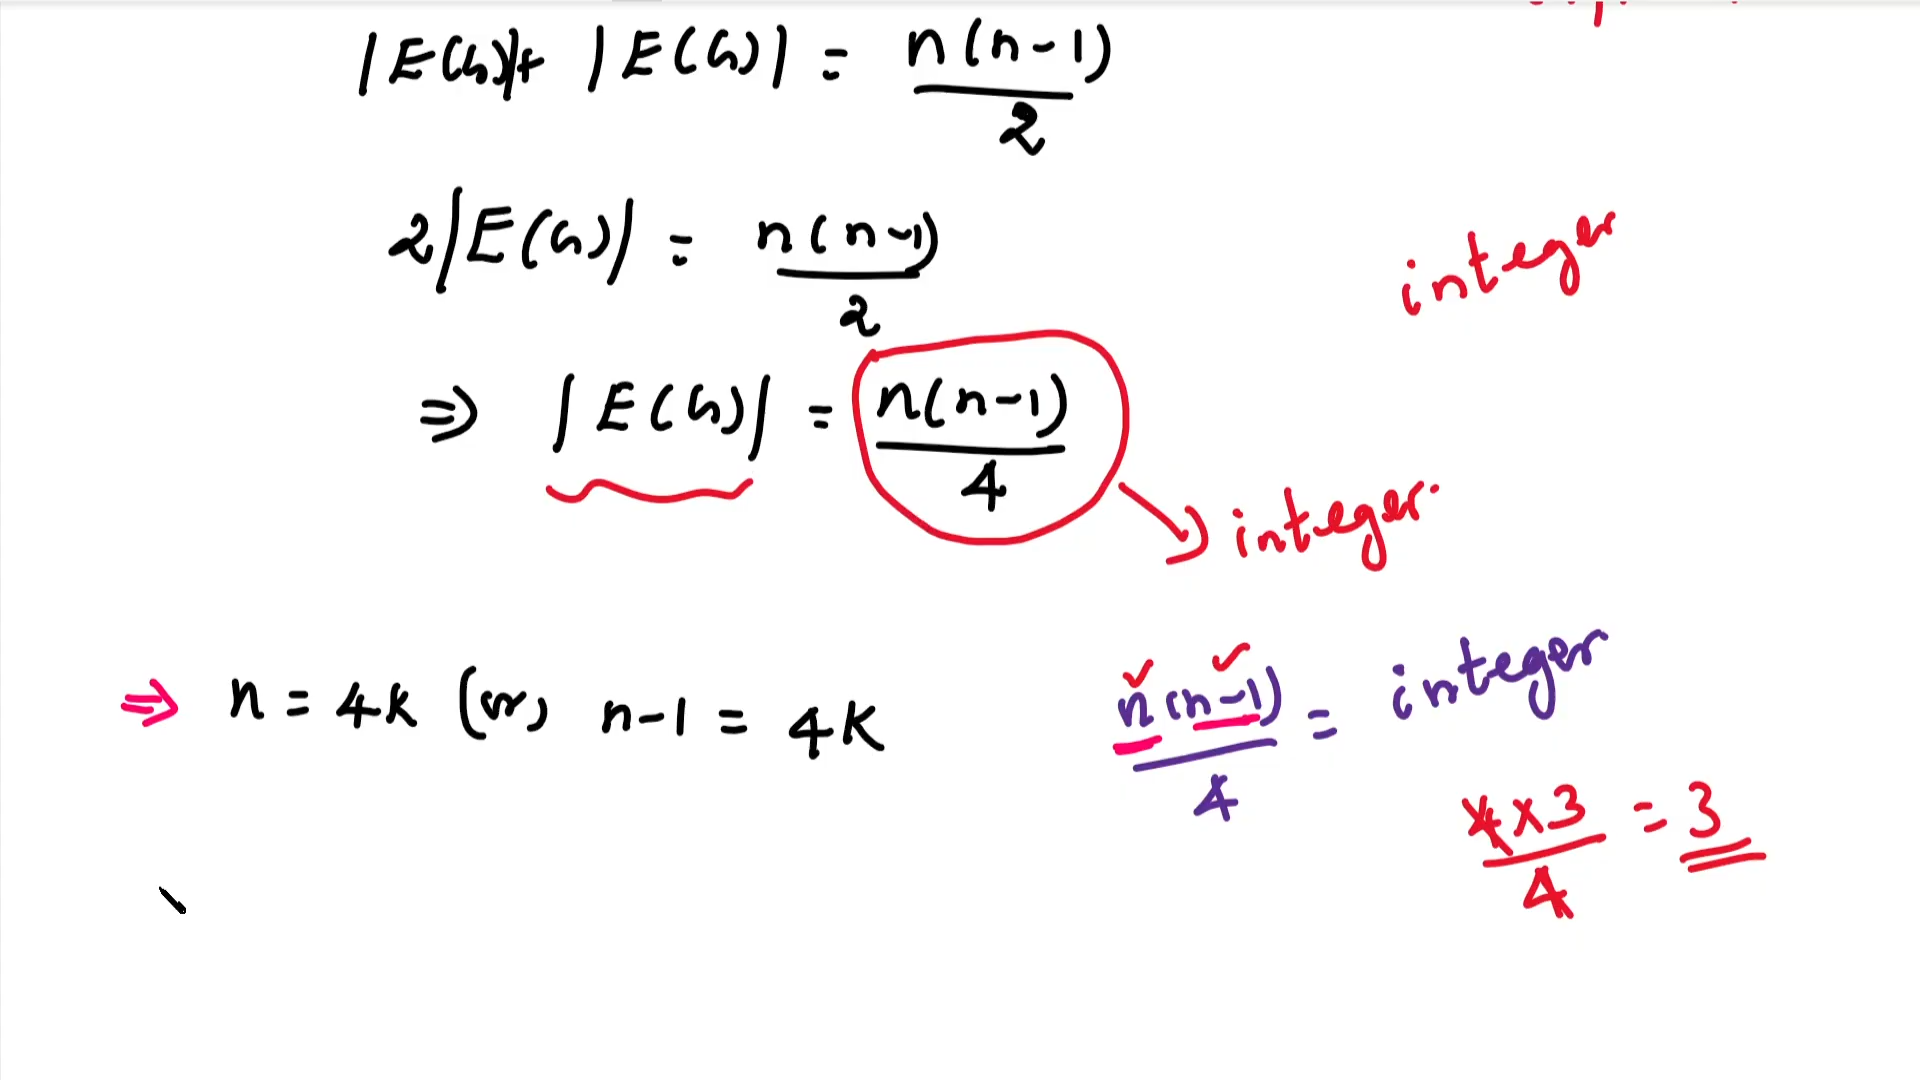 |E(G)|+ |E(G)| = n(n-1)/2
2|E(G)| = n(n-1)/2
integer
⇒ |E(G)| = n(n-1)/4
→ integer.
⇒ n = 4k (or) n-1 = 4k
n(n-1)/4 = integer
4×3/4 = 3